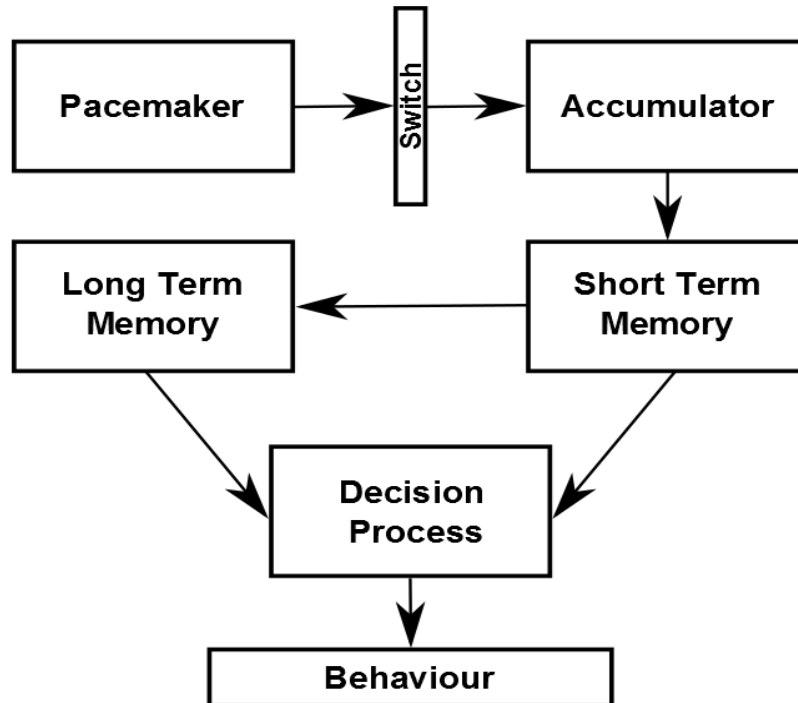 Pacemaker
Switch
Accumulator
Long Term
Memory
Short Term
Memory
Decision
Process
Behaviour